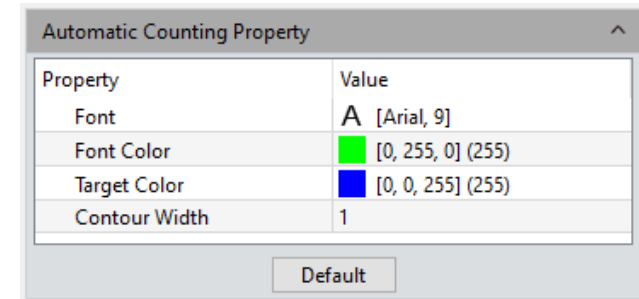 Automatic Counting Property
Property Value
Font A [Arial, 9]
Font Color [0, 255, 0] (255)
Target Color [0, 0, 255] (255)
Contour Width 1
Default